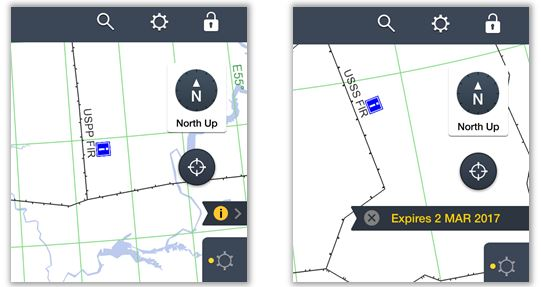 E55°
N
North Up
USPP FIR
i
N
USSS FIR
North Up
Expires 2 MAR 2017